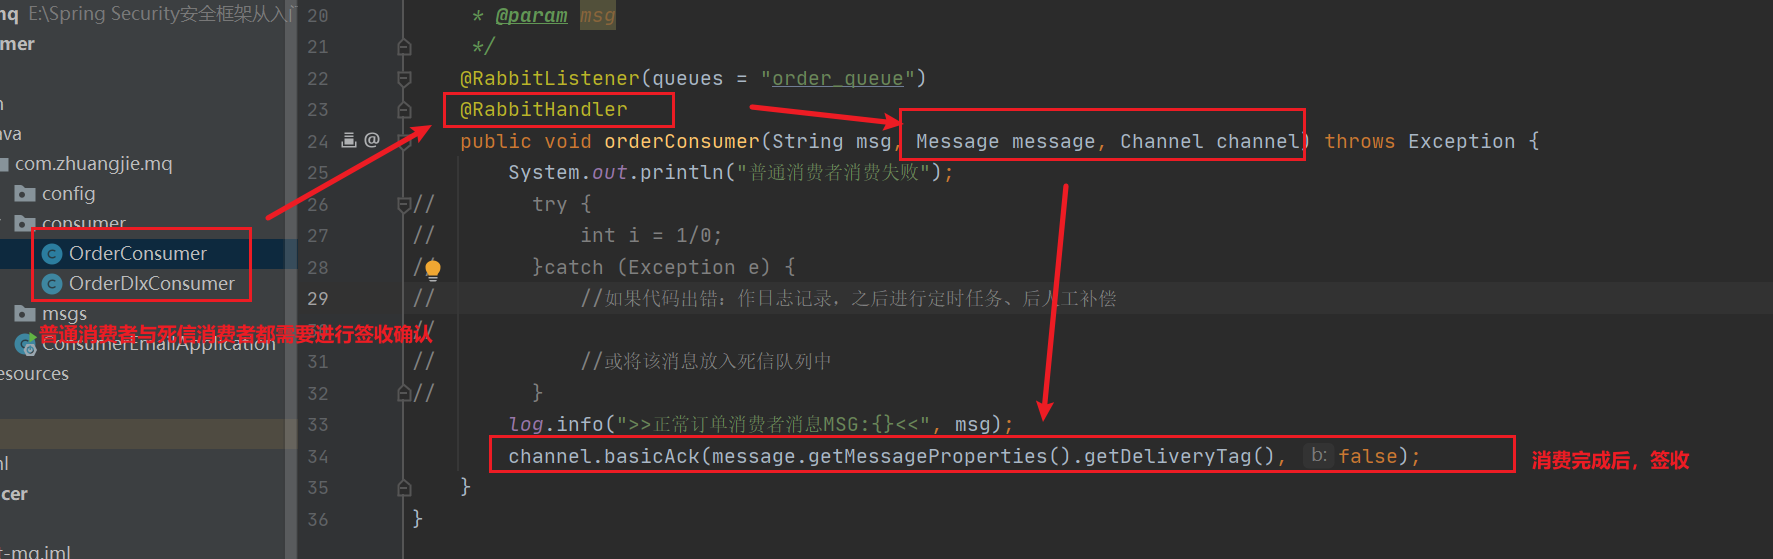 mq E:\Spring Security安全框架从入门
mer
n
ava
com.zhuangjie.mq
config
consumer
OrderConsumer
OrderDlxConsumer
msgs
ConsumerEmailApplication
普通消费者与死信消费者都需要进行签收确认
esources
nl
cer
t-mq.iml
20 * @param msg
21 */
22 @RabbitListener(queues = "order_queue")
23 @RabbitHandler
24 @ public void orderConsumer(String msg, Message message, Channel channel) throws Exception {
25 System.out.println("普通消费者消费失败");
26 // try {
27 // int i = 1/0;
28 // }catch (Exception e) {
29 // //如果代码出错：作日志记录，之后进行定时任务、后人工补偿
//
31 // //或将该消息放入死信队列中
32 // }
33 log.info(">>正常订单消费者消息MSG:{}<<", msg);
34 channel.basicAck(message.getMessageProperties().getDeliveryTag(), b: false);
消费完成后，签收
35 }
36 }